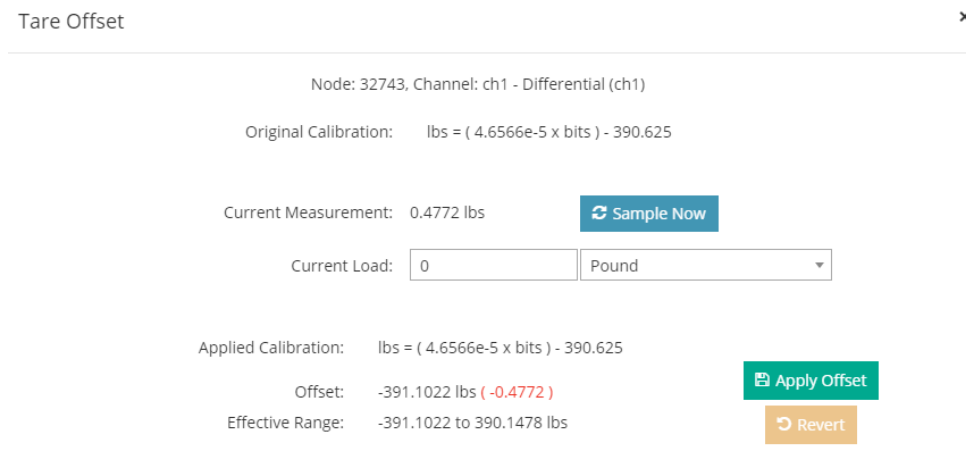 Tare Offset
Node: 32743, Channel: ch1 - Differential (ch1)
Original Calibration: lbs = ( 4.6566e-5 x bits ) - 390.625
Current Measurement: 0.4772 lbs Sample Now
Current Load: 0 Pound
Applied Calibration: lbs = ( 4.6566e-5 x bits ) - 390.625
Apply Offset
Offset: -391.1022 lbs ( -0.4772 )
Effective Range: -391.1022 to 390.1478 lbs Revert